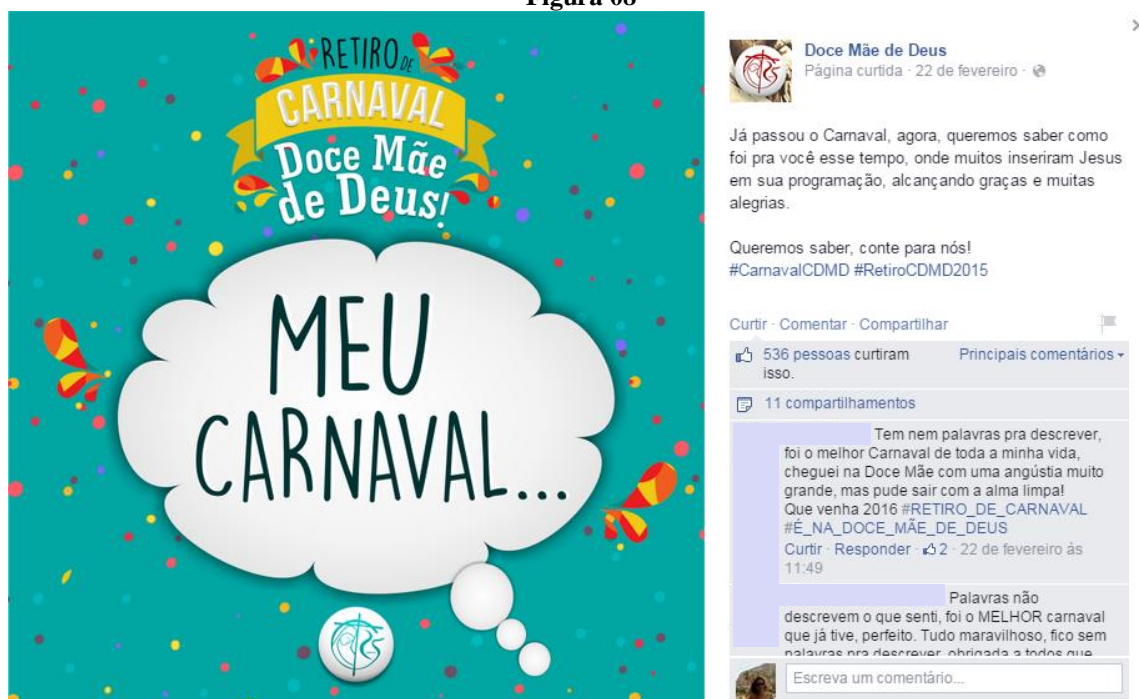 Figura 08
RETIRO DE
CARNAVAL
Doce Mãe
de Deus!
MEU
CARNAVAL...
Doce Mãe de Deus
Página curtida · 22 de fevereiro ·
Já passou o Carnaval, agora, queremos saber como
foi pra você esse tempo, onde muitos inseriram Jesus
em sua programação, alcançando graças e muitas
alegrias.
Queremos saber, conte para nós!
#CarnavalCDMD #RetiroCDMD2015
Curtir · Comentar · Compartilhar
536 pessoas curtiram
isso.
Principais comentários
11 compartilhamentos
Tem nem palavras pra descrever,
foi o melhor Carnaval de toda a minha vida,
cheguei na Doce Mãe com uma angústia muito
grande, mas pude sair com a alma limpa!
Que venha 2016 #RETIRO_DE_CARNAVAL
#É_NA_DOCE_MÃE_DE_DEUS
Curtir · Responder · 2 · 22 de fevereiro às
11:49
Palavras não
descrevem o que senti, foi o MELHOR carnaval
que já tive, perfeito. Tudo maravilhoso, fico sem
palavras pra descrever, obrigada a todos que
Escreva um comentário...